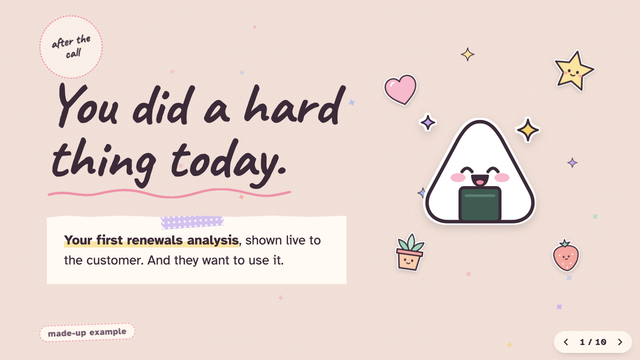 after the
call
You did a hard
thing today.
Your first renewals analysis, shown live to
the customer. And they want to use it.
made-up example
1 / 10